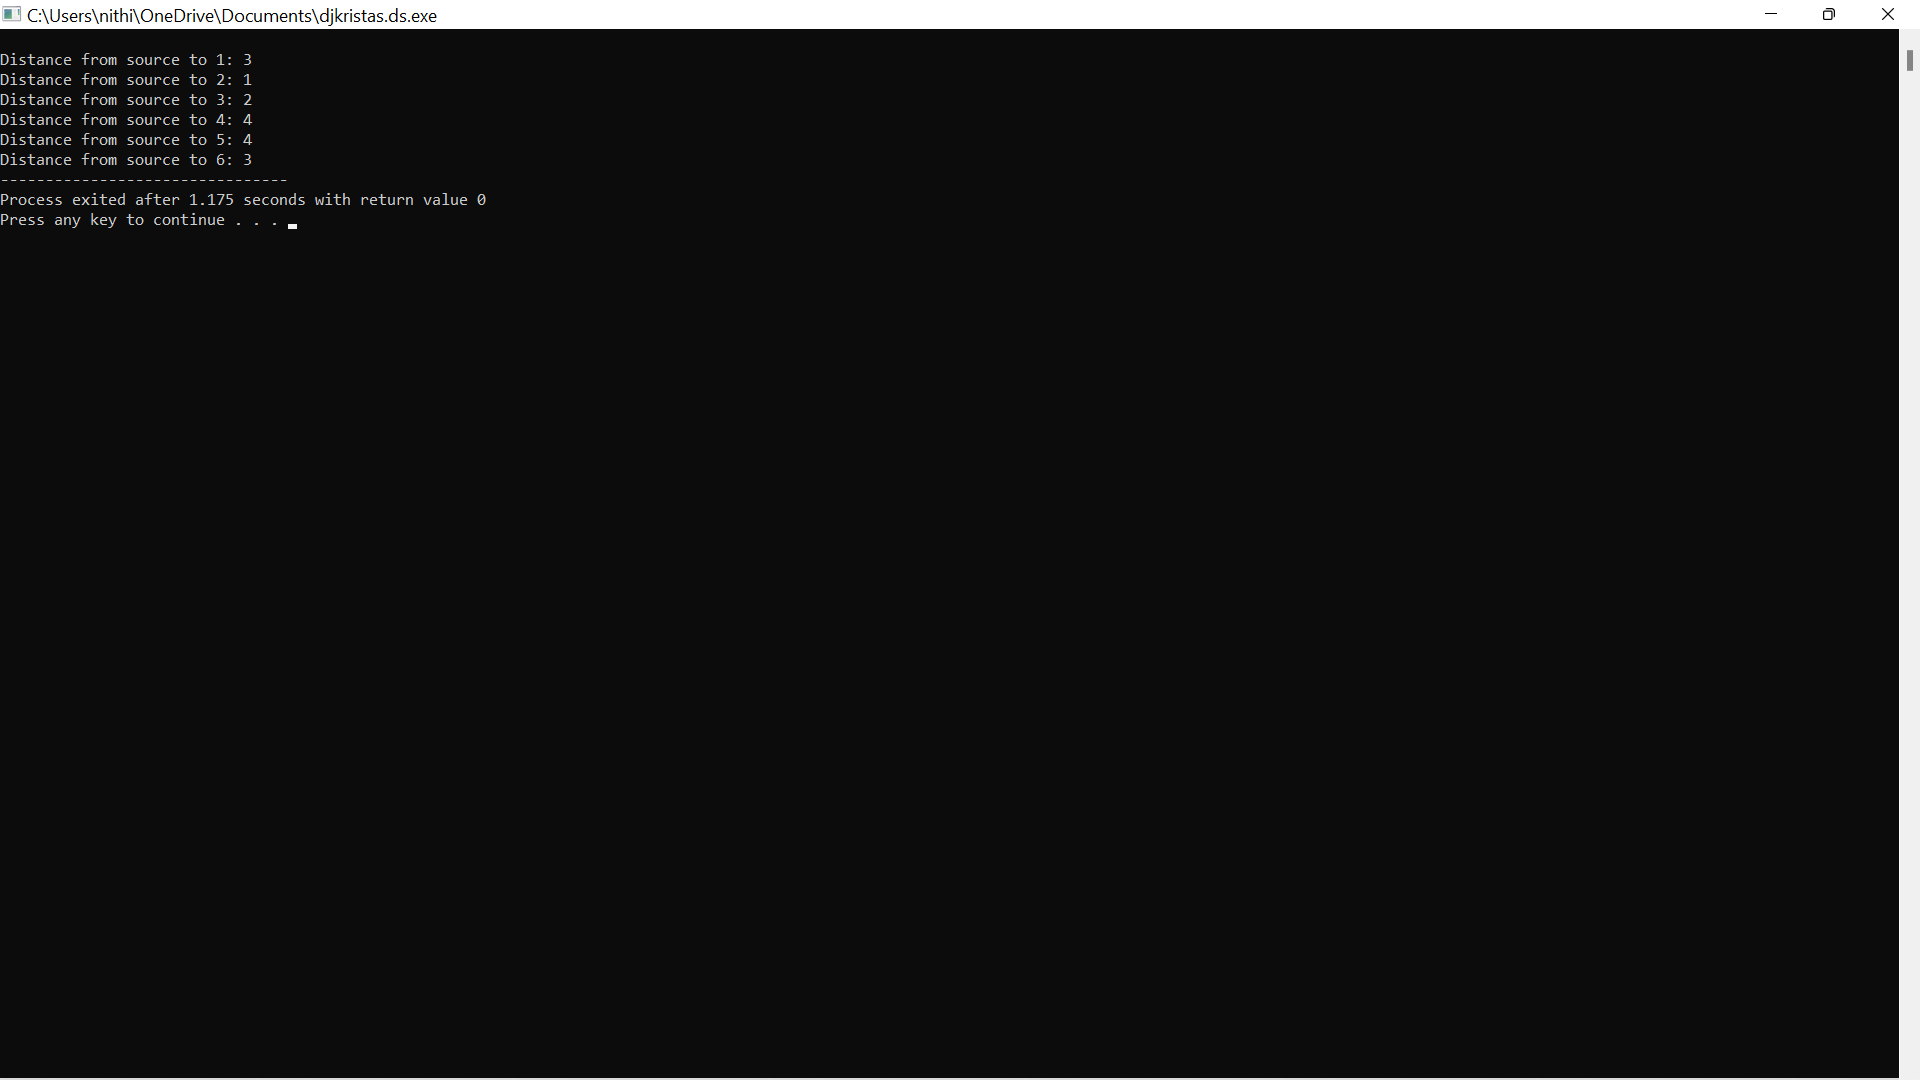 C:\Users\nithi\OneDrive\Documents\djkristas.ds.exe
Distance from source to 1: 3
Distance from source to 2: 1
Distance from source to 3: 2
Distance from source to 4: 4
Distance from source to 5: 4
Distance from source to 6: 3
--------------------------------
Process exited after 1.175 seconds with return value 0
Press any key to continue . . .